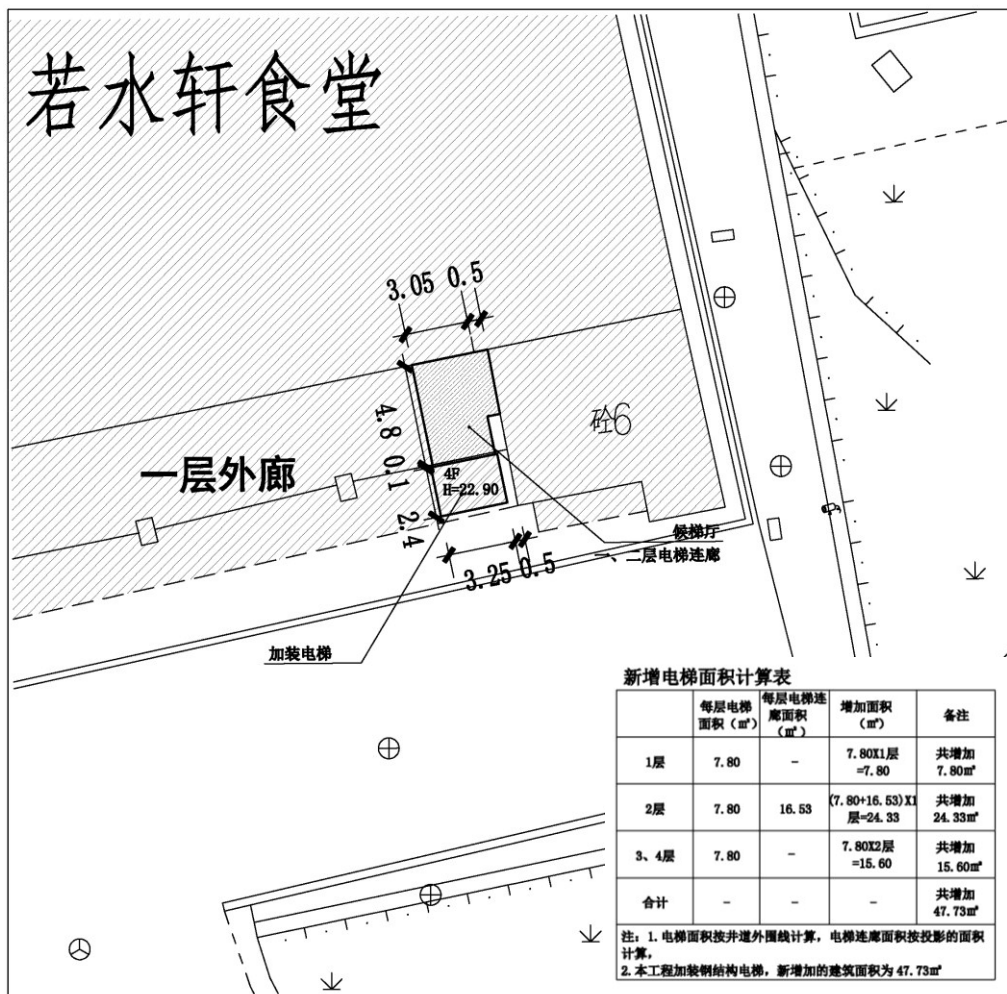 若水轩食堂
3.05 0.5
4.8 0.1 2.4
砼6
一层外廊
4F
H=22.90
候梯厅
一、二层电梯连廊
3.25 0.5
加装电梯
新增电梯面积计算表
每层电梯面积（㎡） 每层电梯连廊面积（㎡） 增加面积（㎡） 备注
1层 7.80 - 7.80X1层=7.80 共增加7.80㎡
2层 7.80 16.53 (7.80+16.53)X1层=24.33 共增加24.33㎡
3、4层 7.80 - 7.80X2层=15.60 共增加15.60㎡
合计 - - - 共增加47.73㎡
注：1.电梯面积按井道外围线计算，电梯连廊面积按投影的面积
计算，
2.本工程加装钢结构电梯，新增加的建筑面积为 47.73㎡